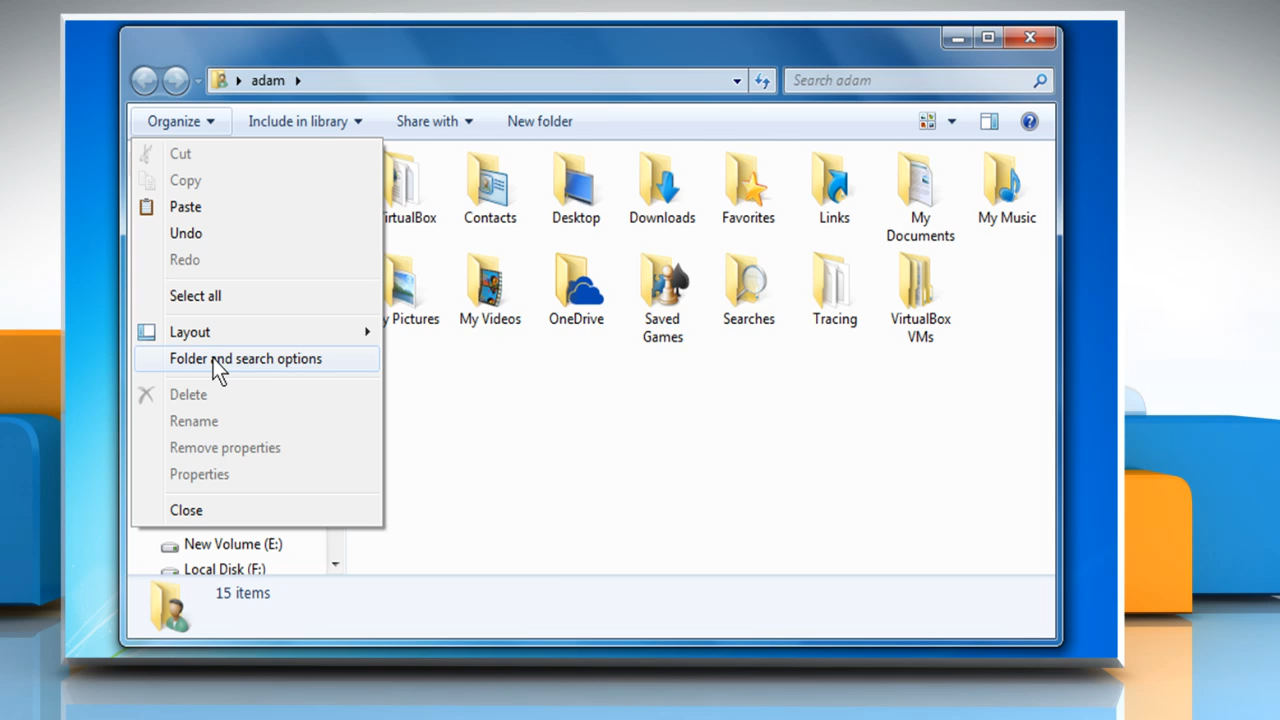 adam
Search adam
Organize
Include in library
Share with
New folder
Cut
Copy
Paste
Undo
Redo
Select all
Layout
Folder and search options
Delete
Rename
Remove properties
Properties
Close
irtualBox
Contacts
Desktop
Downloads
Favorites
Links
My
Documents
My Music
y Pictures
My Videos
OneDrive
Saved
Games
Searches
Tracing
VirtualBox
VMs
New Volume (E:)
Local Disk (F:)
15 items